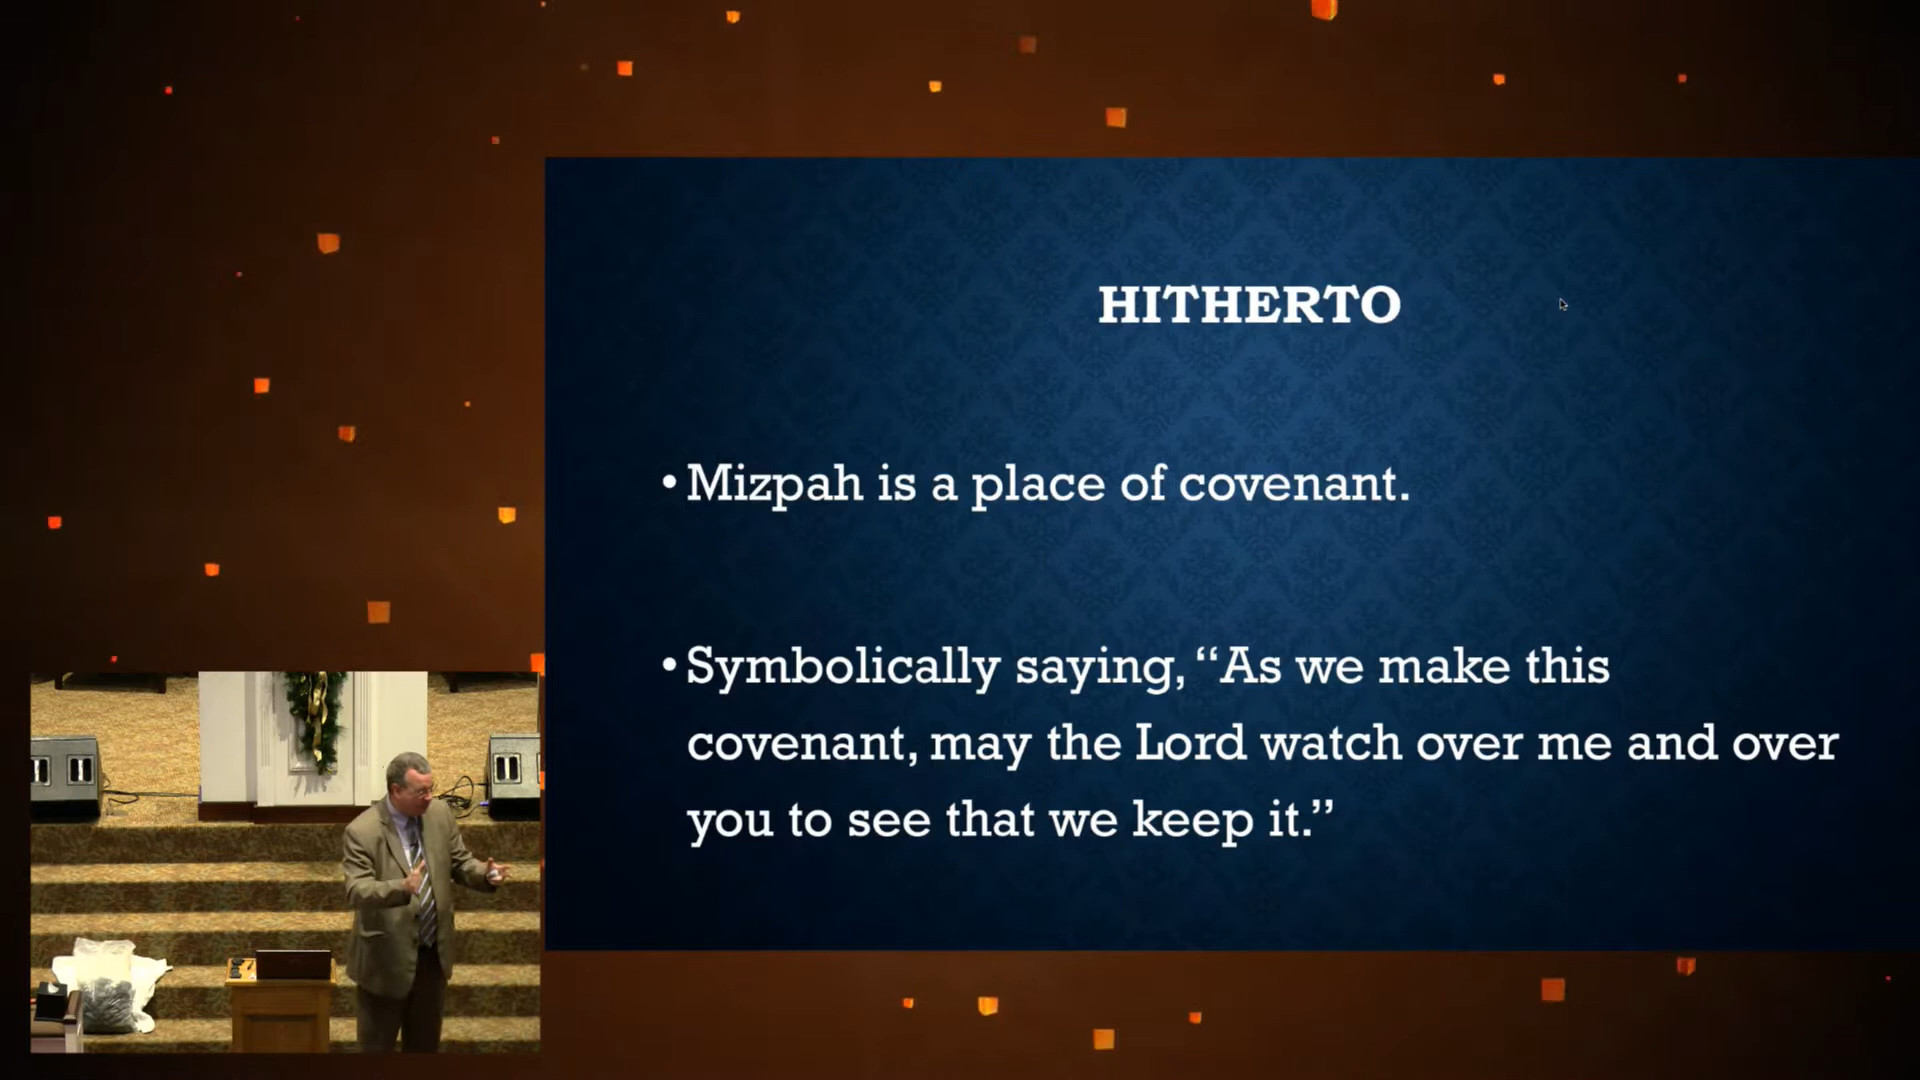 HITHERTO
• Mizpah is a place of covenant.
• Symbolically saying, “As we make this
covenant, may the Lord watch over me and over
you to see that we keep it.”